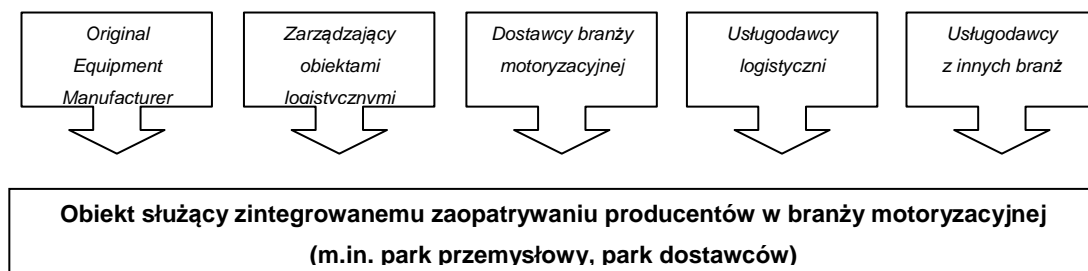 Original
Equipment
Manufacturer
Zarządzający
obiektami
logistycznymi
Dostawcy branży
motoryzacyjnej
Usługodawcy
logistyczni
Usługodawcy
z innych branż
Obiekt służący zintegrowanemu zaopatrywaniu producentów w branży motoryzacyjnej
(m.in. park przemysłowy, park dostawców)